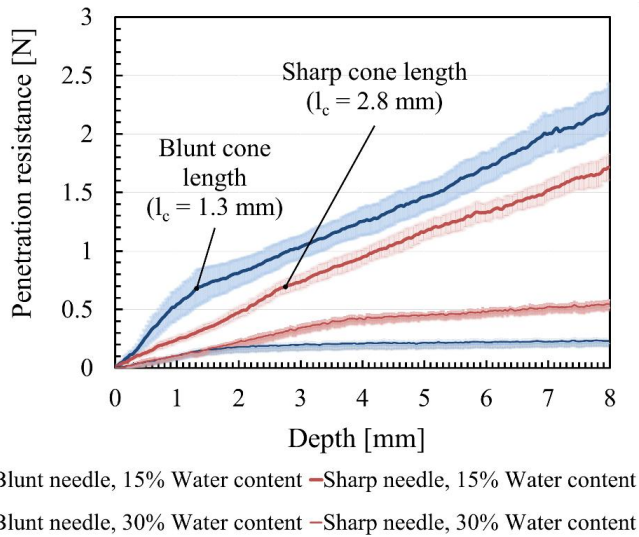 3
2.5
2
1.5
1
0.5
0
Penetration resistance [N]
Sharp cone length
(lc = 2.8 mm)
Blunt cone
length
(lc = 1.3 mm)
0 1 2 3 4 5 6 7 8
Depth [mm]
Blunt needle, 15% Water content Sharp needle, 15% Water content
Blunt needle, 30% Water content Sharp needle, 30% Water content